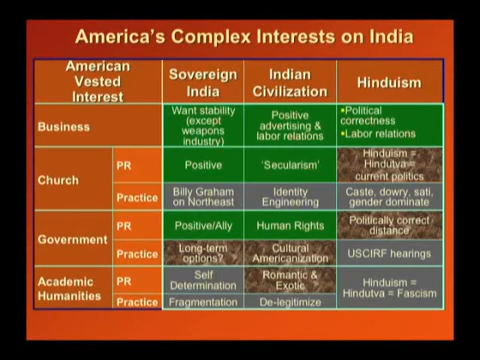 America's Complex Interests on India
American
Vested
Interest
Sovereign
India
Indian
Civilization
Hinduism
Business
Want stability
(except
weapons
industry)
Positive
advertising &
labor relations
•Political
correctness
•Labor relations
Church
PR
Positive
'Secularism'
Hinduism =
Hindutva =
current politics
Practice
Billy Graham
on Northeast
Identity
Engineering
Caste, dowry, sati,
gender dominate
Government
PR
Positive/Ally
Human Rights
Politically correct
distance
Practice
Long-term
options?
Cultural
Americanization
USCIRF hearings
Academic
Humanities
PR
Self
Determination
Romantic &
Exotic
Hinduism =
Hindutva = Fascism
Practice
Fragmentation
De-legitimize